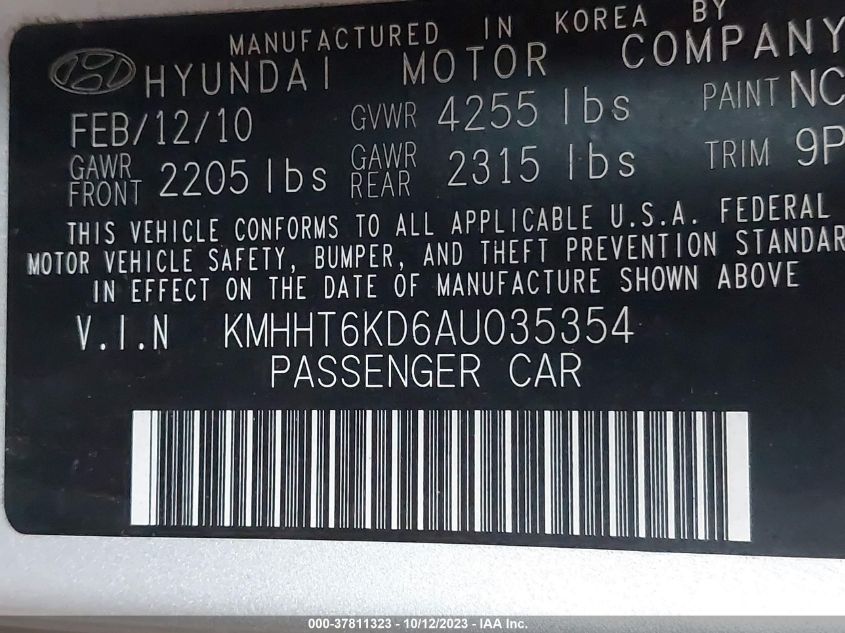 MANUFACTURED IN KOREA BY
HYUNDAI MOTOR COMPANY
FEB/12/10 GVWR 4255 lbs PAINT NC
GAWR FRONT 2205 lbs GAWR REAR 2315 lbs TRIM 9P
THIS VEHICLE CONFORMS TO ALL APPLICABLE U.S.A. FEDERAL
MOTOR VEHICLE SAFETY, BUMPER, AND THEFT PREVENTION STANDAR
IN EFFECT ON THE DATE OF MANUFACTURE SHOWN ABOVE
V.I.N KMHHT6KD6AU035354
PASSENGER CAR
000-37811323 - 10/12/2023 - IAA Inc.